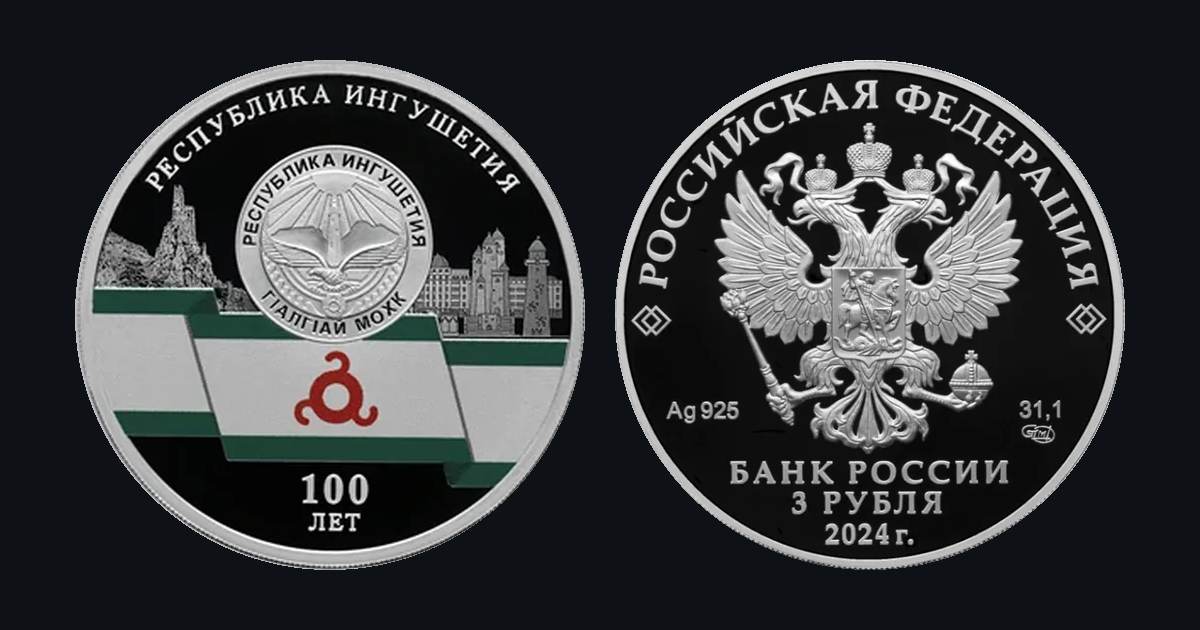 РЕСПУБЛИКА ИНГУШЕТИЯ
РЕСПУБЛИКА ИНГУШЕТИЯ
ГIАЛГIАЙ МОХК
100
ЛЕТ
РОССИЙСКАЯ ФЕДЕРАЦИЯ
Ag 925
31,1
БАНК РОССИИ
3 РУБЛЯ
2024 г.